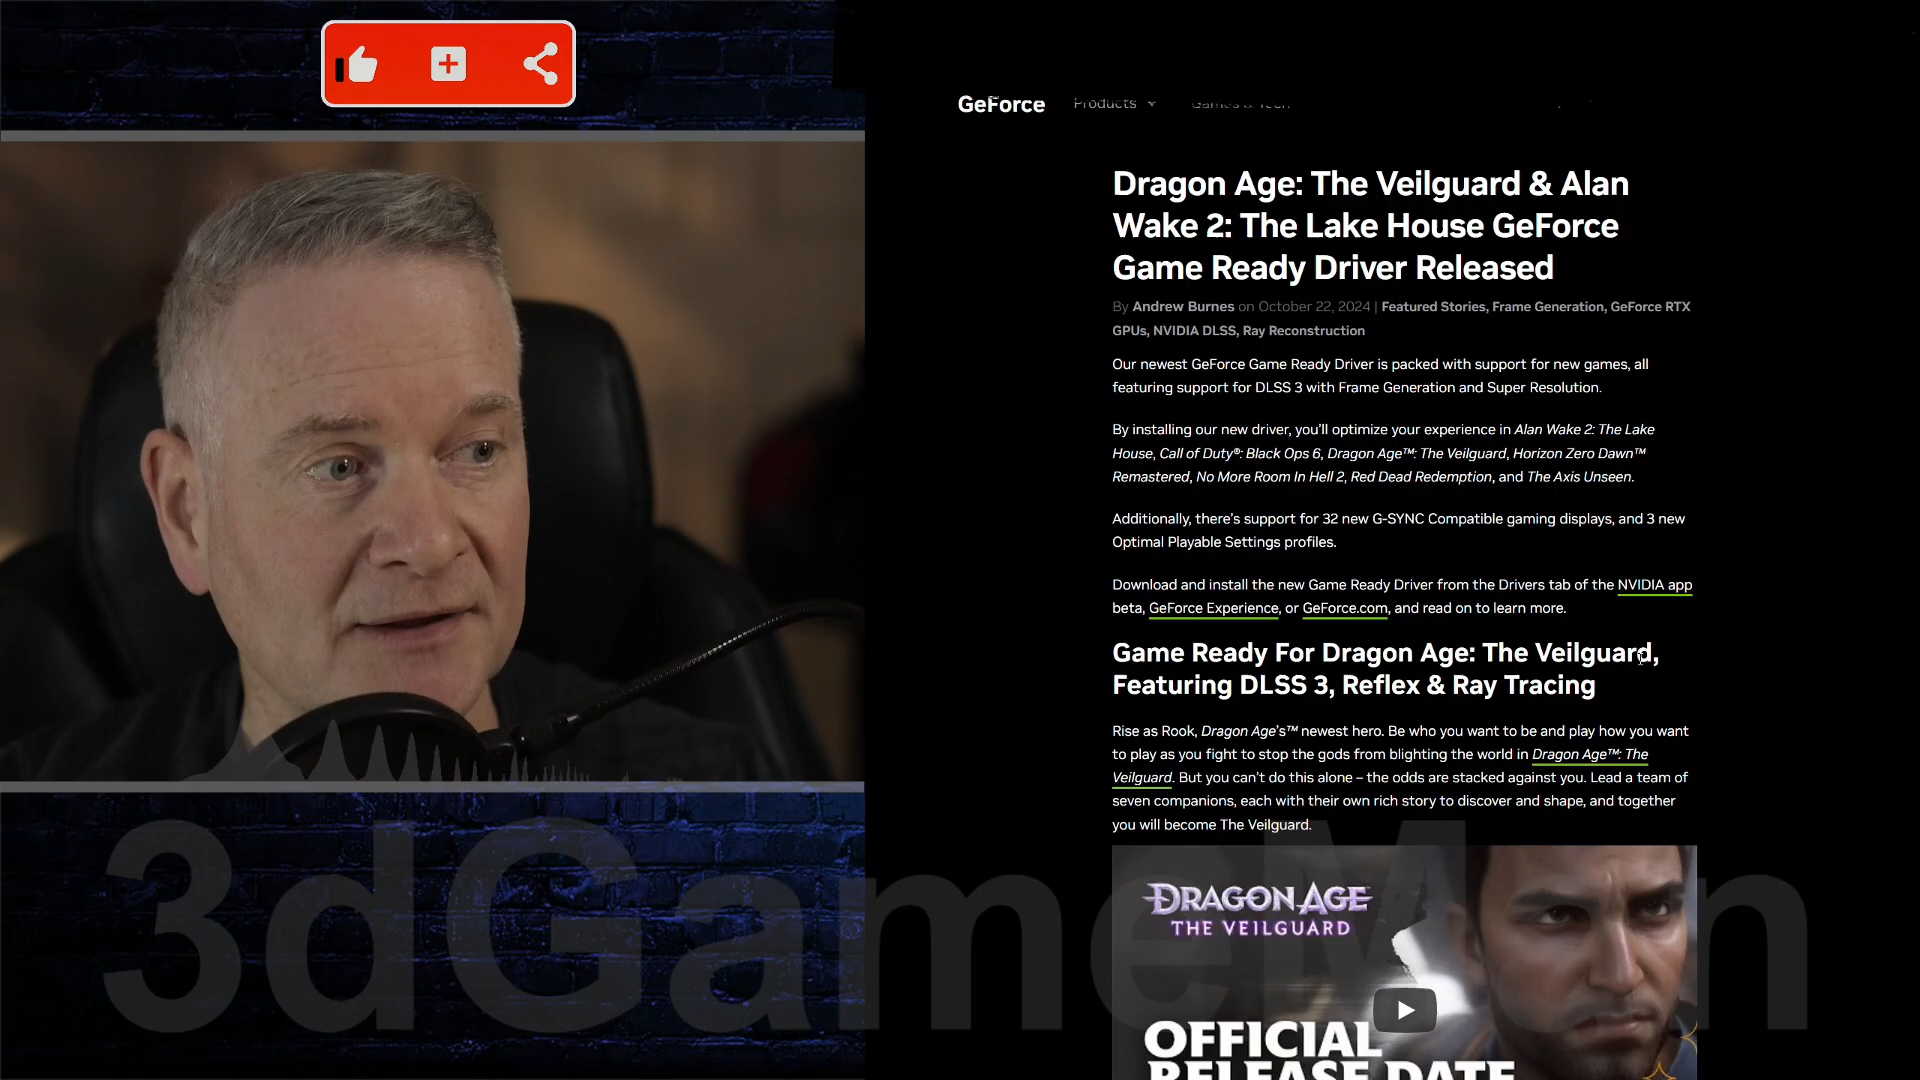 GeForce Products Games & Tech
Dragon Age: The Veilguard & Alan
Wake 2: The Lake House GeForce
Game Ready Driver Released
By Andrew Burnes on October 22, 2024 | Featured Stories, Frame Generation, GeForce RTX
GPUs, NVIDIA DLSS, Ray Reconstruction
Our newest GeForce Game Ready Driver is packed with support for new games, all
featuring support for DLSS 3 with Frame Generation and Super Resolution.
By installing our new driver, you'll optimize your experience in Alan Wake 2: The Lake
House, Call of Duty®: Black Ops 6, Dragon Age™: The Veilguard, Horizon Zero Dawn™
Remastered, No More Room In Hell 2, Red Dead Redemption, and The Axis Unseen.
Additionally, there's support for 32 new G-SYNC Compatible gaming displays, and 3 new
Optimal Playable Settings profiles.
Download and install the new Game Ready Driver from the Drivers tab of the NVIDIA app
beta, GeForce Experience, or GeForce.com, and read on to learn more.
Game Ready For Dragon Age: The Veilguard,
Featuring DLSS 3, Reflex & Ray Tracing
Rise as Rook, Dragon Age's™ newest hero. Be who you want to be and play how you want
to play as you fight to stop the gods from blighting the world in Dragon Age™: The
Veilguard. But you can't do this alone – the odds are stacked against you. Lead a team of
seven companions, each with their own rich story to discover and shape, and together
you will become The Veilguard.
DRAGON AGE
THE VEILGUARD
OFFICIAL
RELEASE DATE
3dGameMan